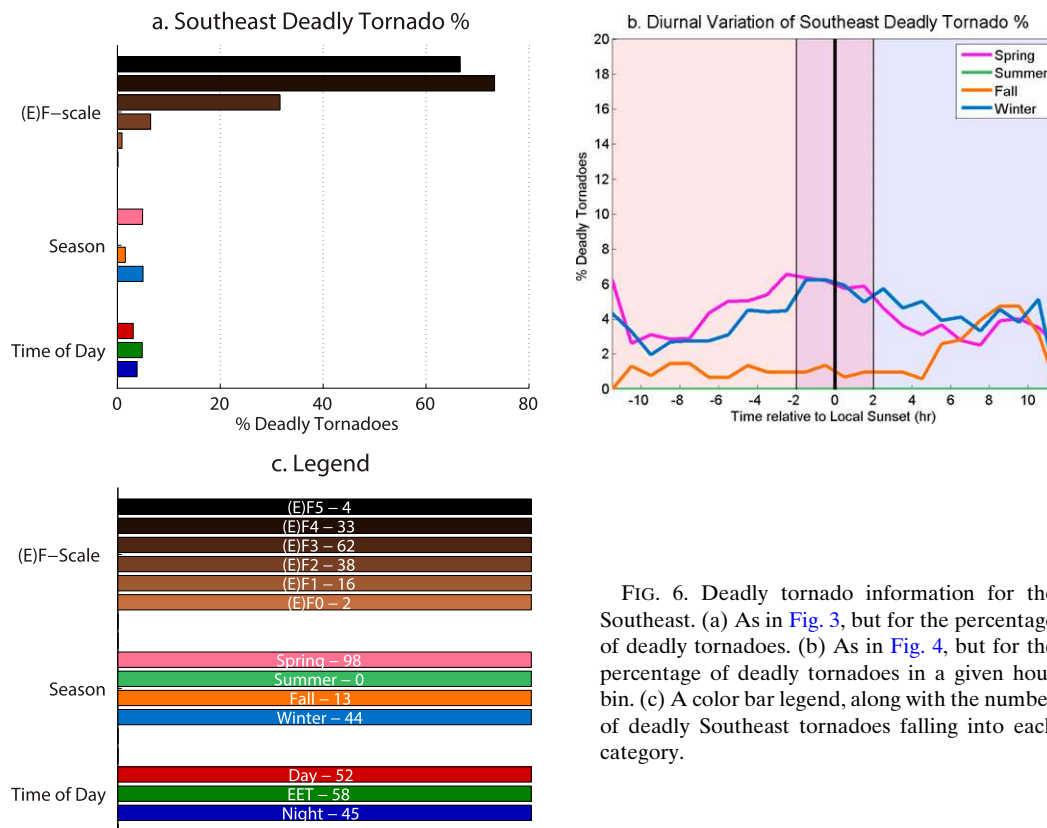 a. Southeast Deadly Tornado %
(E)F−scale
Season
Time of Day
0 20 40 60 80
% Deadly Tornadoes
b. Diurnal Variation of Southeast Deadly Tornado %
20
18
16
14
12
10
8
6
4
2
0
% Deadly Tornadoes
Spring
Summer
Fall
Winter
-10 -8 -6 -4 -2 0 2 4 6 8 10
Time relative to Local Sunset (hr)
c. Legend
(E)F−Scale
(E)F5 − 4
(E)F4 − 33
(E)F3 − 62
(E)F2 − 38
(E)F1 − 16
(E)F0 − 2
Season
Spring − 98
Summer − 0
Fall − 13
Winter − 44
Time of Day
Day − 52
EET − 58
Night − 45
FIG. 6. Deadly tornado information for the
Southeast. (a) As in Fig. 3, but for the percentage
of deadly tornadoes. (b) As in Fig. 4, but for the
percentage of deadly tornadoes in a given hou
bin. (c) A color bar legend, along with the numbe
of deadly Southeast tornadoes falling into each
category.